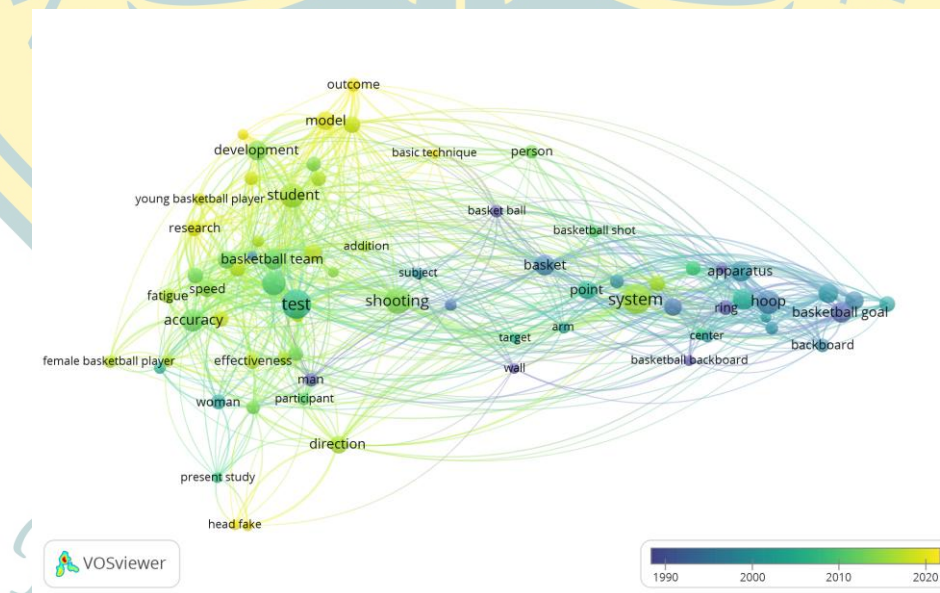 outcome
model
development
basic technique
person
young basketball player
student
basket ball
research
basketball shot
addition
basketball team
subject
basket
apparatus
fatigue
speed
test
shooting
point
system
ring
hoop
basketball goal
accuracy
target
arm
center
backboard
female basketball player
effectiveness
wall
basketball backboard
man
woman
participant
direction
present study
head fake
VOSviewer
1990
2000
2010
2020